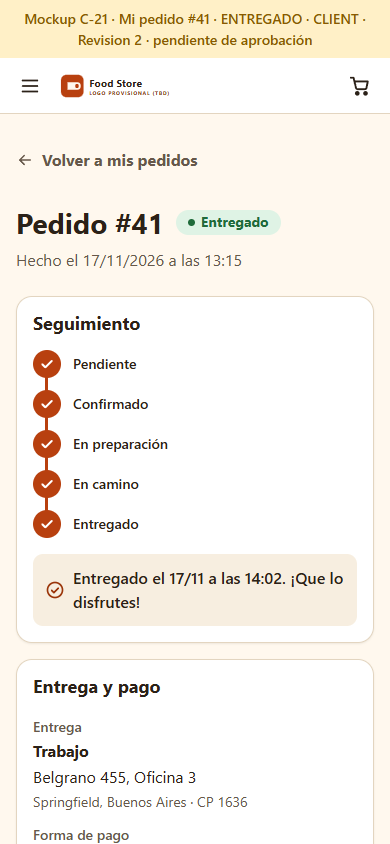 Mockup C-21 · Mi pedido #41 · ENTREGADO · CLIENT ·
Revision 2 · pendiente de aprobación
Food Store
LOGO PROVISIONAL (TBD)
Volver a mis pedidos
Pedido #41
Entregado
Hecho el 17/11/2026 a las 13:15
Seguimiento
Pendiente
Confirmado
En preparación
En camino
Entregado
Entregado el 17/11 a las 14:02. ¡Que lo
disfrutes!
Entrega y pago
Entrega
Trabajo
Belgrano 455, Oficina 3
Springfield, Buenos Aires · CP 1636
Forma de pago